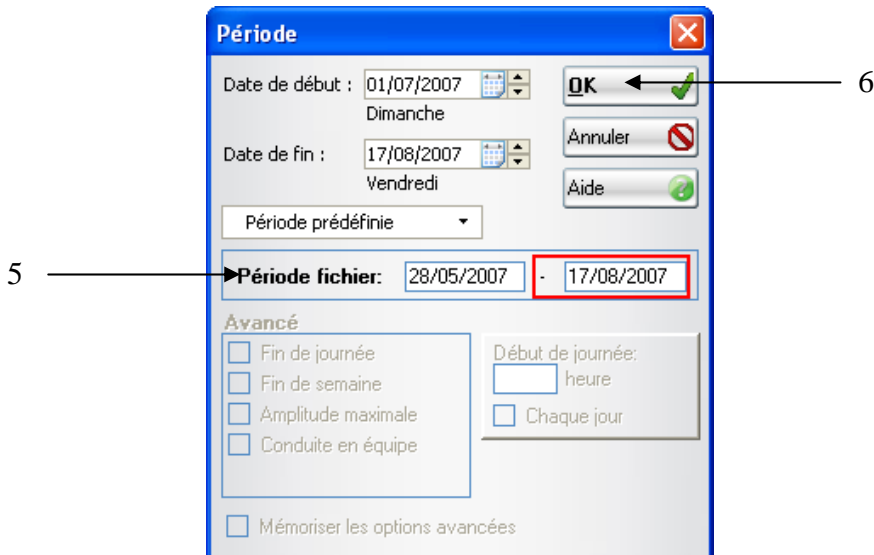 Période
Date de début : 01/07/2007 OK 6
Dimanche
Annuler
Date de fin : 17/08/2007
Vendredi Aide
Période prédéfinie
5 Période fichier: 28/05/2007 - 17/08/2007
Avancé
Fin de journée Début de journée:
Fin de semaine heure
Amplitude maximale Chaque jour
Conduite en équipe
Mémoriser les options avancées